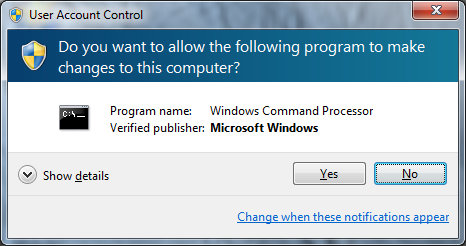 User Account Control
Do you want to allow the following program to make
changes to this computer?
C:\
Program name: Windows Command Processor
Verified publisher: Microsoft Windows
Show details
Yes
No
Change when these notifications appear